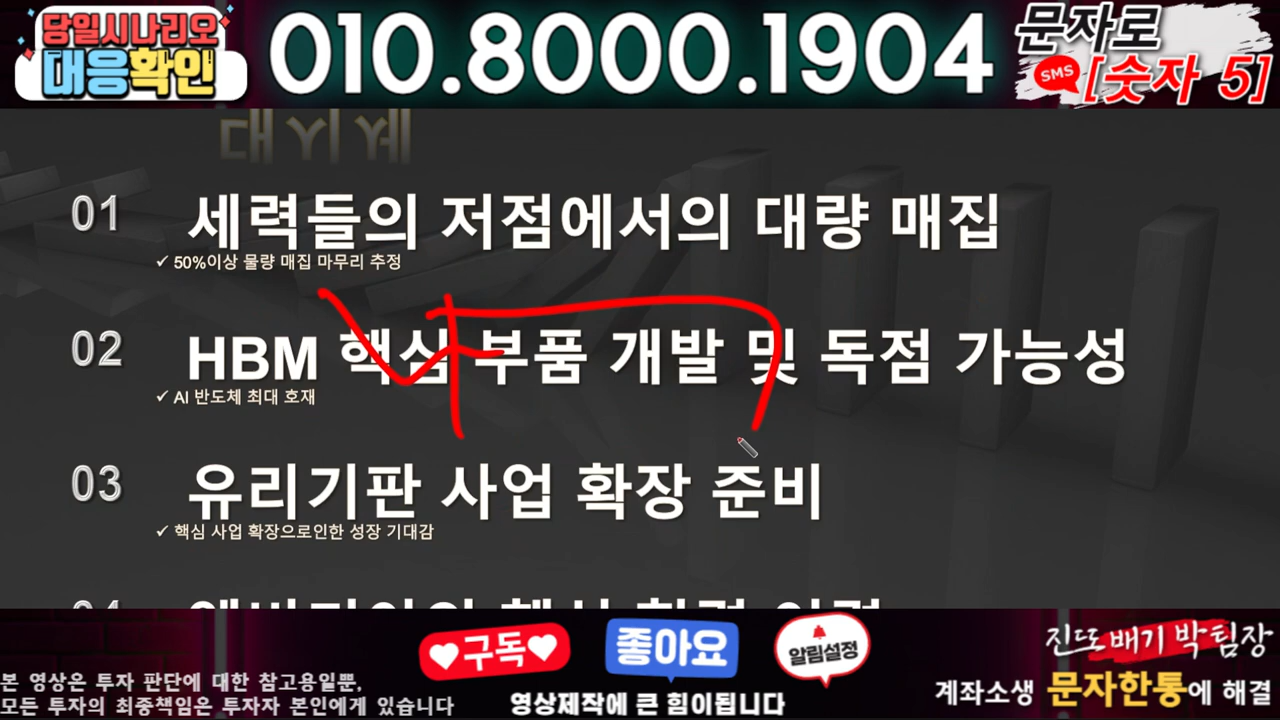 당일시나리오
대응확인
010.8000.1904
문자로
SMS
[숫자 5]
01
세력들의 저점에서의 대량 매집
✓ 50%이상 물량 매집 마무리 추정
02
HBM 핵심 부품 개발 및 독점 가능성
✓ AI 반도체 최대 호재
03
유리기판 사업 확장 준비
✓ 핵심 사업 확장으로인한 성장 기대감
04
구독
좋아요
알림설정
진또배기 박팀장
본 영상은 투자 판단에 대한 참고용일뿐,
모든 투자의 최종책임은 투자자 본인에게 있습니다
영상제작에 큰 힘이됩니다
계좌소생 문자한통에 해결